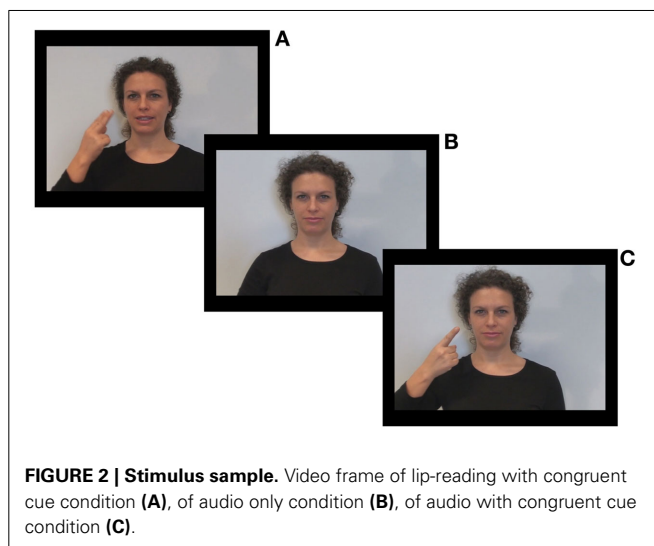 A
B
C
FIGURE 2 | Stimulus sample. Video frame of lip-reading with congruent
cue condition (A), of audio only condition (B), of audio with congruent cue
condition (C).